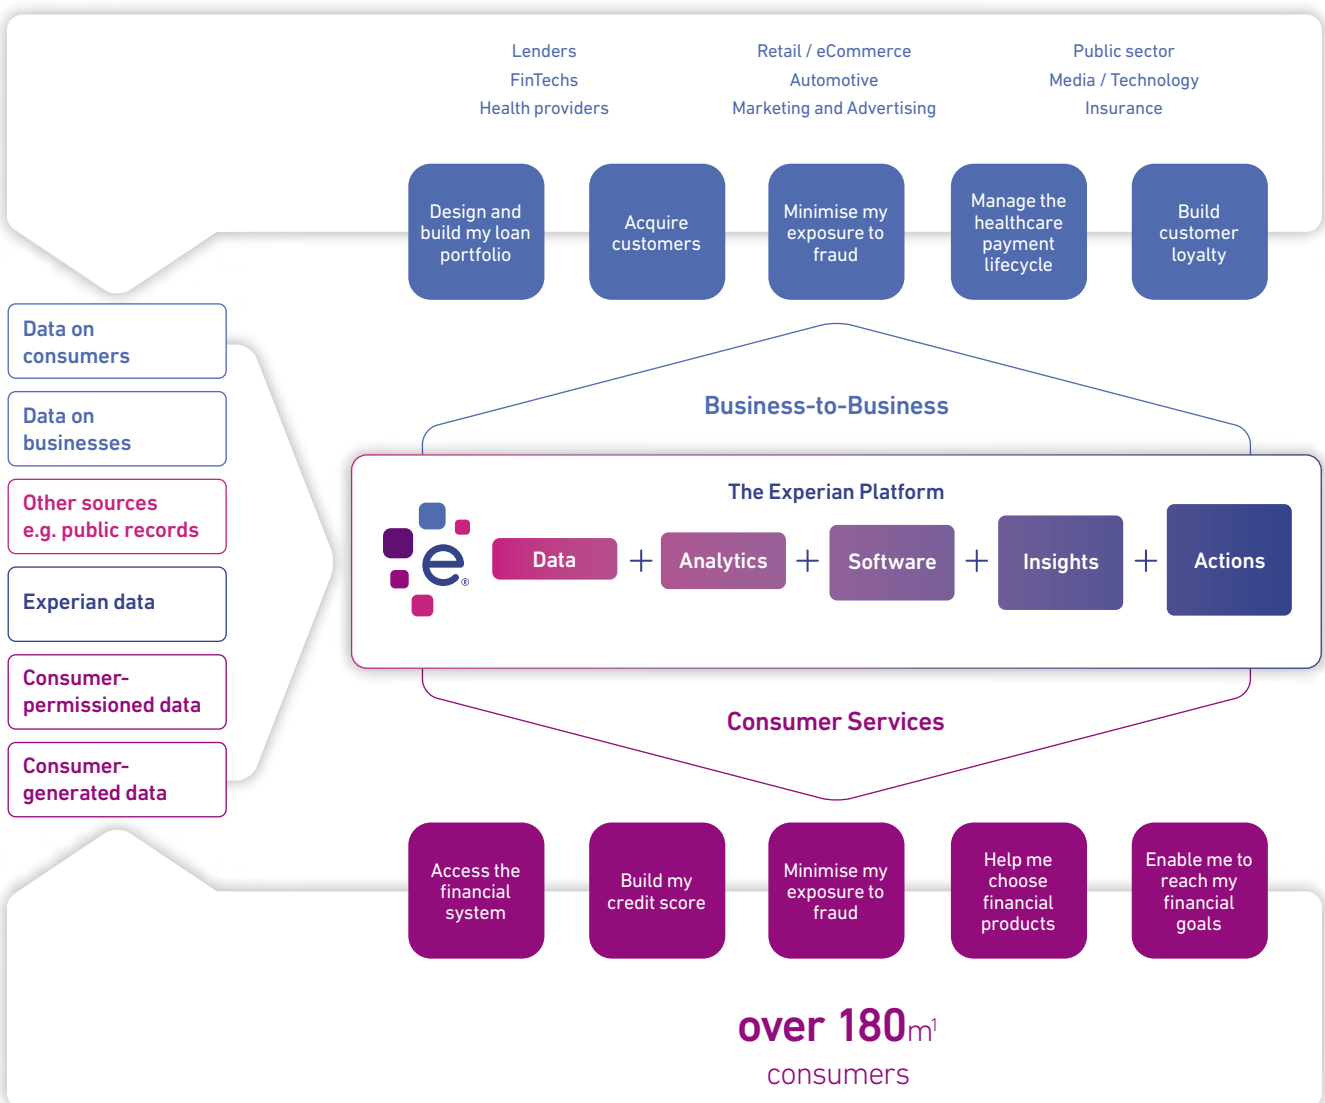 Lenders
FinTechs
Health providers
Retail / eCommerce
Automotive
Marketing and Advertising
Public sector
Media / Technology
Insurance
Design and
build my loan
portfolio
Acquire
customers
Minimise my
exposure to
fraud
Manage the
healthcare
payment
lifecycle
Build
customer
loyalty
Data on
consumers
Data on
businesses
Other sources
e.g. public records
Experian data
Consumer-
permissioned data
Consumer-
generated data
Business-to-Business
The Experian Platform
e®
Data + Analytics + Software + Insights + Actions
Consumer Services
Access the
financial
system
Build my
credit score
Minimise my
exposure to
fraud
Help me
choose
financial
products
Enable me to
reach my
financial
goals
over 180m¹
consumers